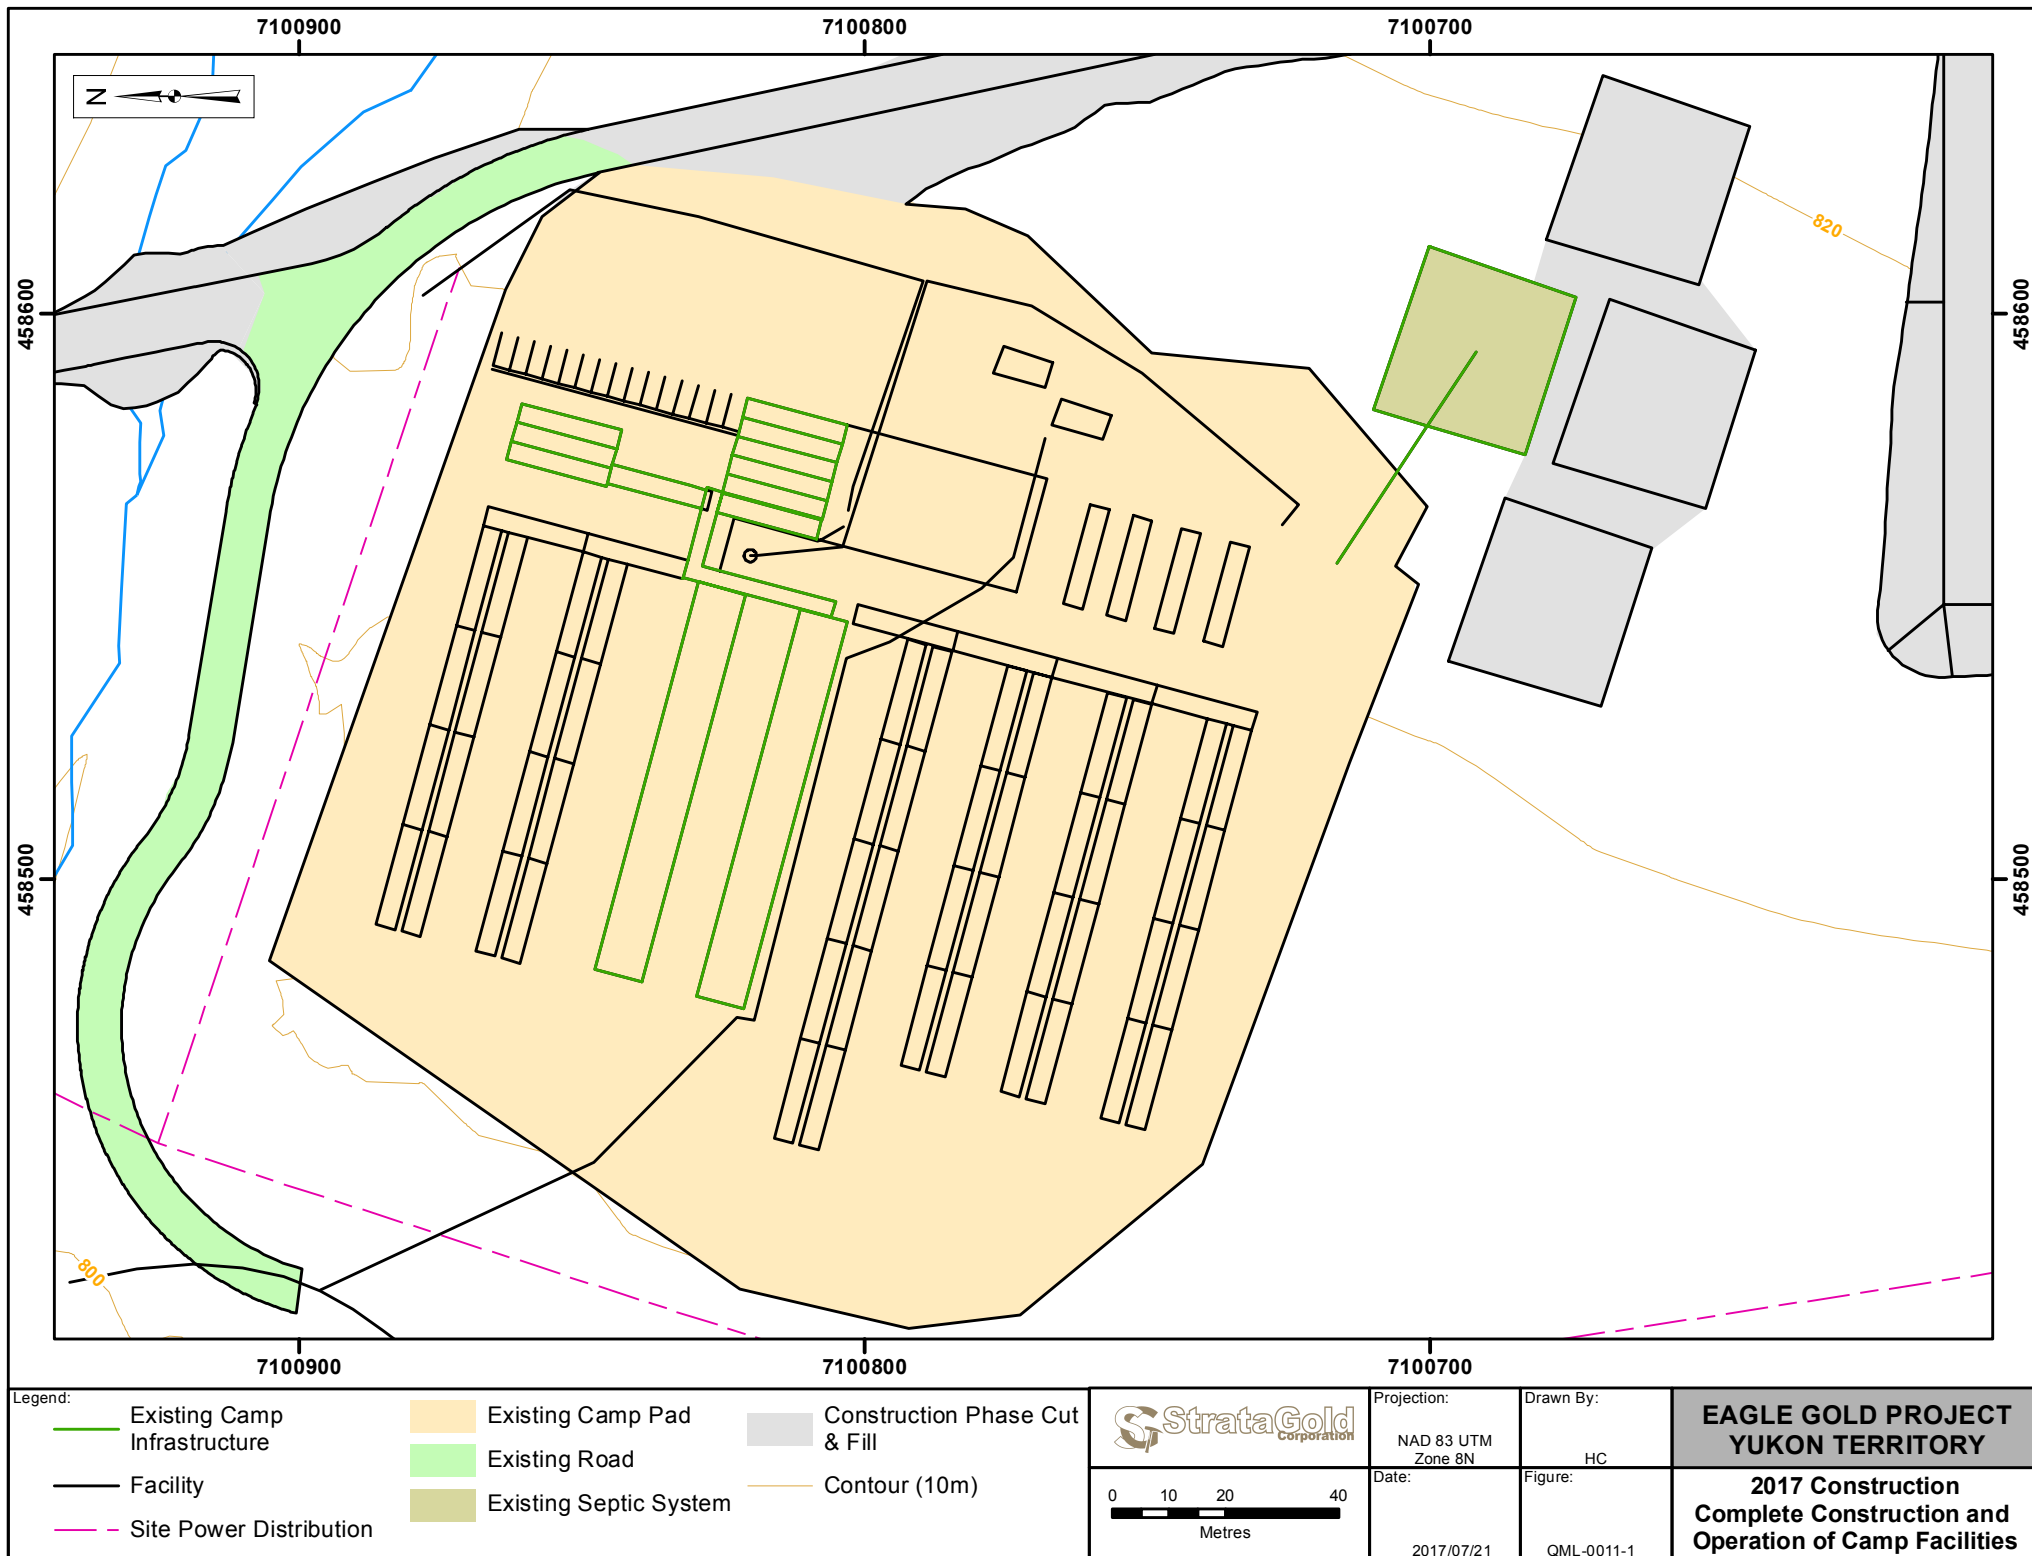 7100900
7100800
7100700
N
820
458600
458600
458500
458500
800
7100900
7100800
7100700
Legend:
Existing Camp
Infrastructure
Facility
Site Power Distribution
Existing Camp Pad
Existing Road
Existing Septic System
Construction Phase Cut
& Fill
Contour (10m)
StrataGold
Corporation
0 10 20 40
Metres
Projection:
NAD 83 UTM
Zone 8N
Drawn By:
HC
Date:
2017/07/21
Figure:
QML-0011-1
EAGLE GOLD PROJECT
YUKON TERRITORY
2017 Construction
Complete Construction and
Operation of Camp Facilities